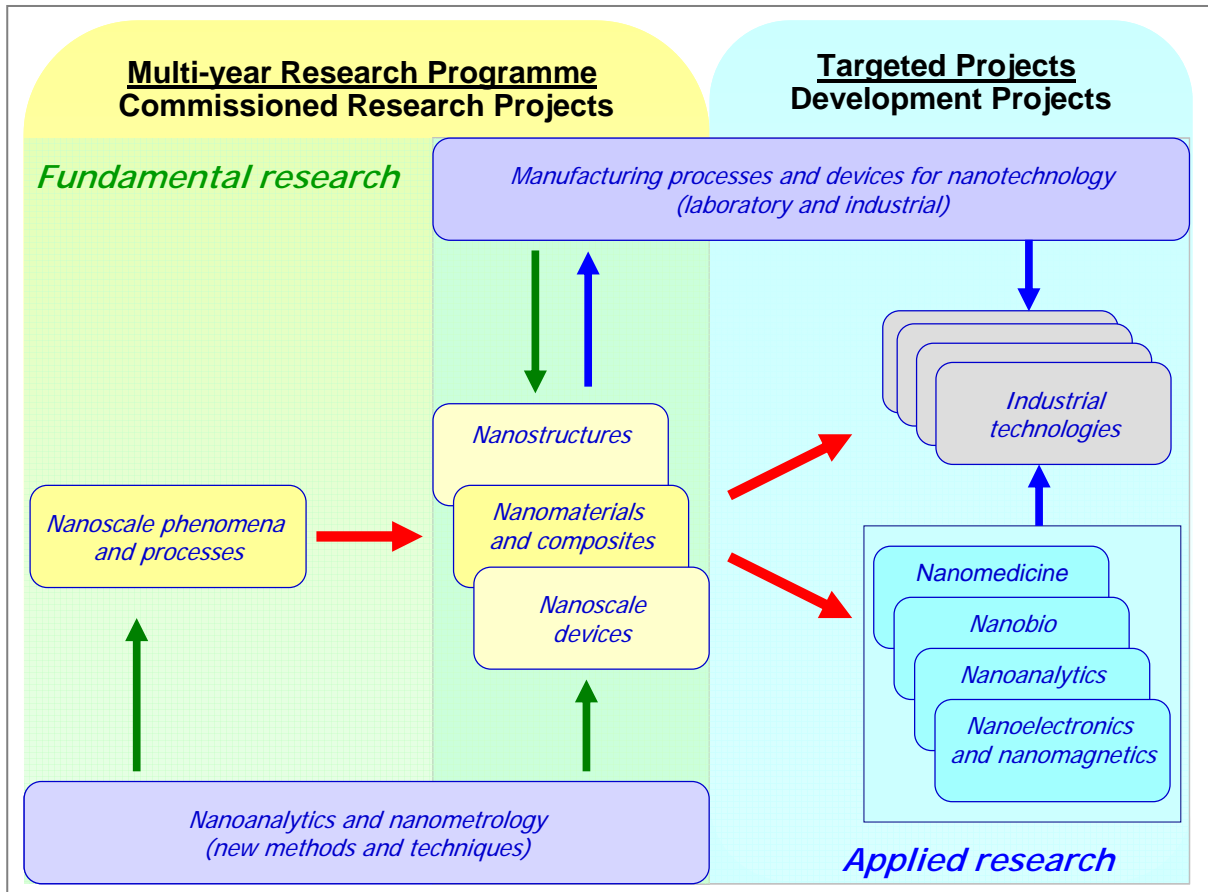 Multi-year Research Programme
Commissioned Research Projects
Targeted Projects
Development Projects
Fundamental research
Manufacturing processes and devices for nanotechnology
(laboratory and industrial)
Nanostructures
Nanomaterials
and composites
Nanoscale
devices
Nanoscale phenomena
and processes
Industrial
technologies
Nanomedicine
Nanobio
Nanoanalytics
Nanoelectronics
and nanomagnetics
Nanoanalytics and nanometrology
(new methods and techniques)
Applied research